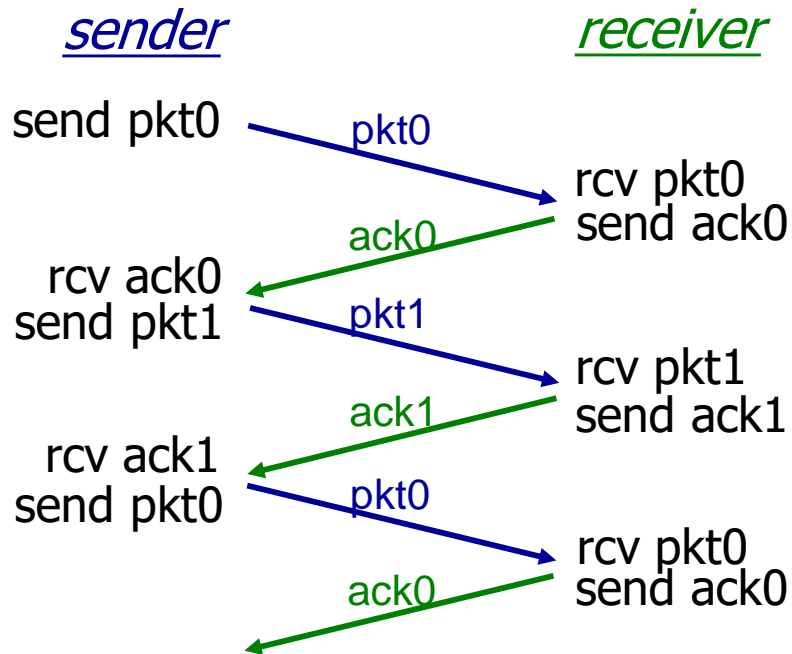 sender
receiver
send pkt0
pkt0
rcv pkt0
send ack0
ack0
rcv ack0
send pkt1
pkt1
rcv pkt1
send ack1
ack1
rcv ack1
send pkt0
pkt0
rcv pkt0
send ack0
ack0